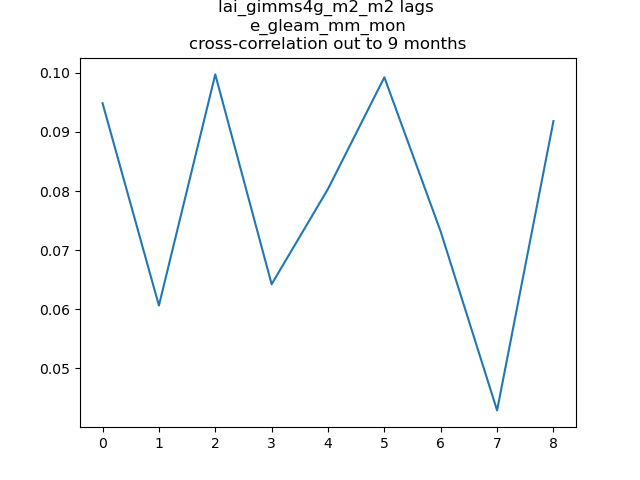 lai_gimms4g_m2_m2 lags
e_gleam_mm_mon
cross-correlation out to 9 months
0.10
0.09
0.08
0.07
0.06
0.05
0 1 2 3 4 5 6 7 8